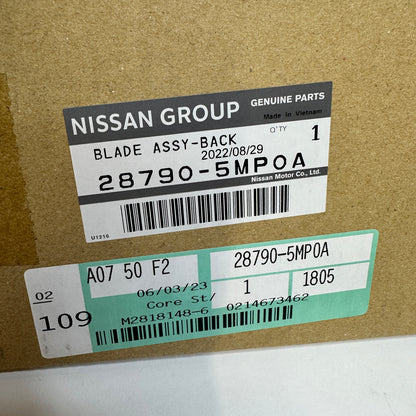 NISSAN GROUP GENUINE PARTS
Made in Vietnam
BLADE ASSY-BACK Q'TY 1
2022/08/29
28790-5MP0A
Nissan Motor Co., Ltd.
U1216
A07 50 F2 28790-5MP0A
02 06/03/23 1 1805
109 Core St/
M2818148-6 0214673462